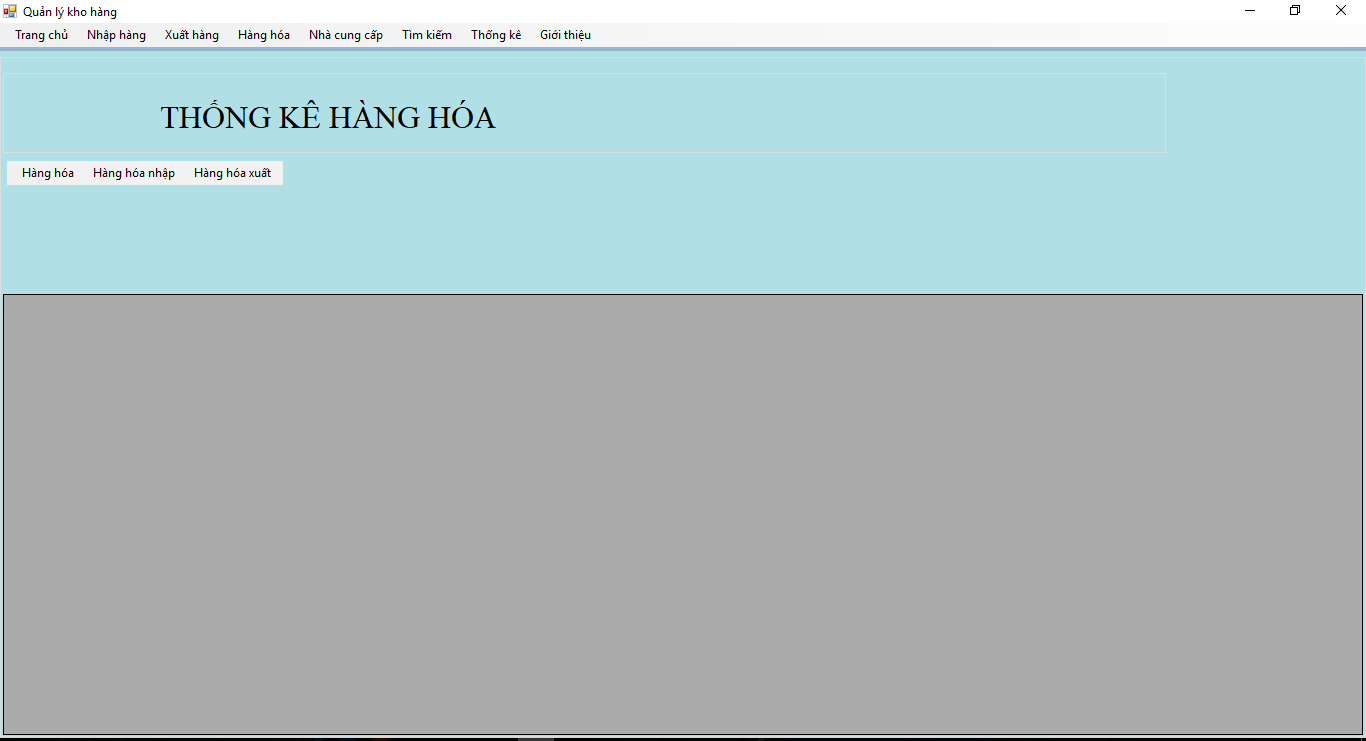 Quản lý kho hàng
Trang chủ Nhập hàng Xuất hàng Hàng hóa Nhà cung cấp Tìm kiếm Thống kê Giới thiệu
THỐNG KÊ HÀNG HÓA
Hàng hóa Hàng hóa nhập Hàng hóa xuất